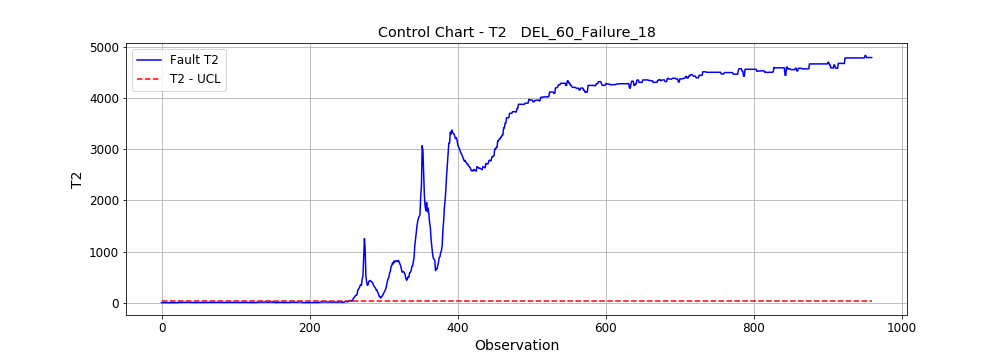 Control Chart - T2   DEL_60_Failure_18
Fault T2
T2 - UCL
T2
5000
4000
3000
2000
1000
0
0 200 400 600 800 1000
Observation